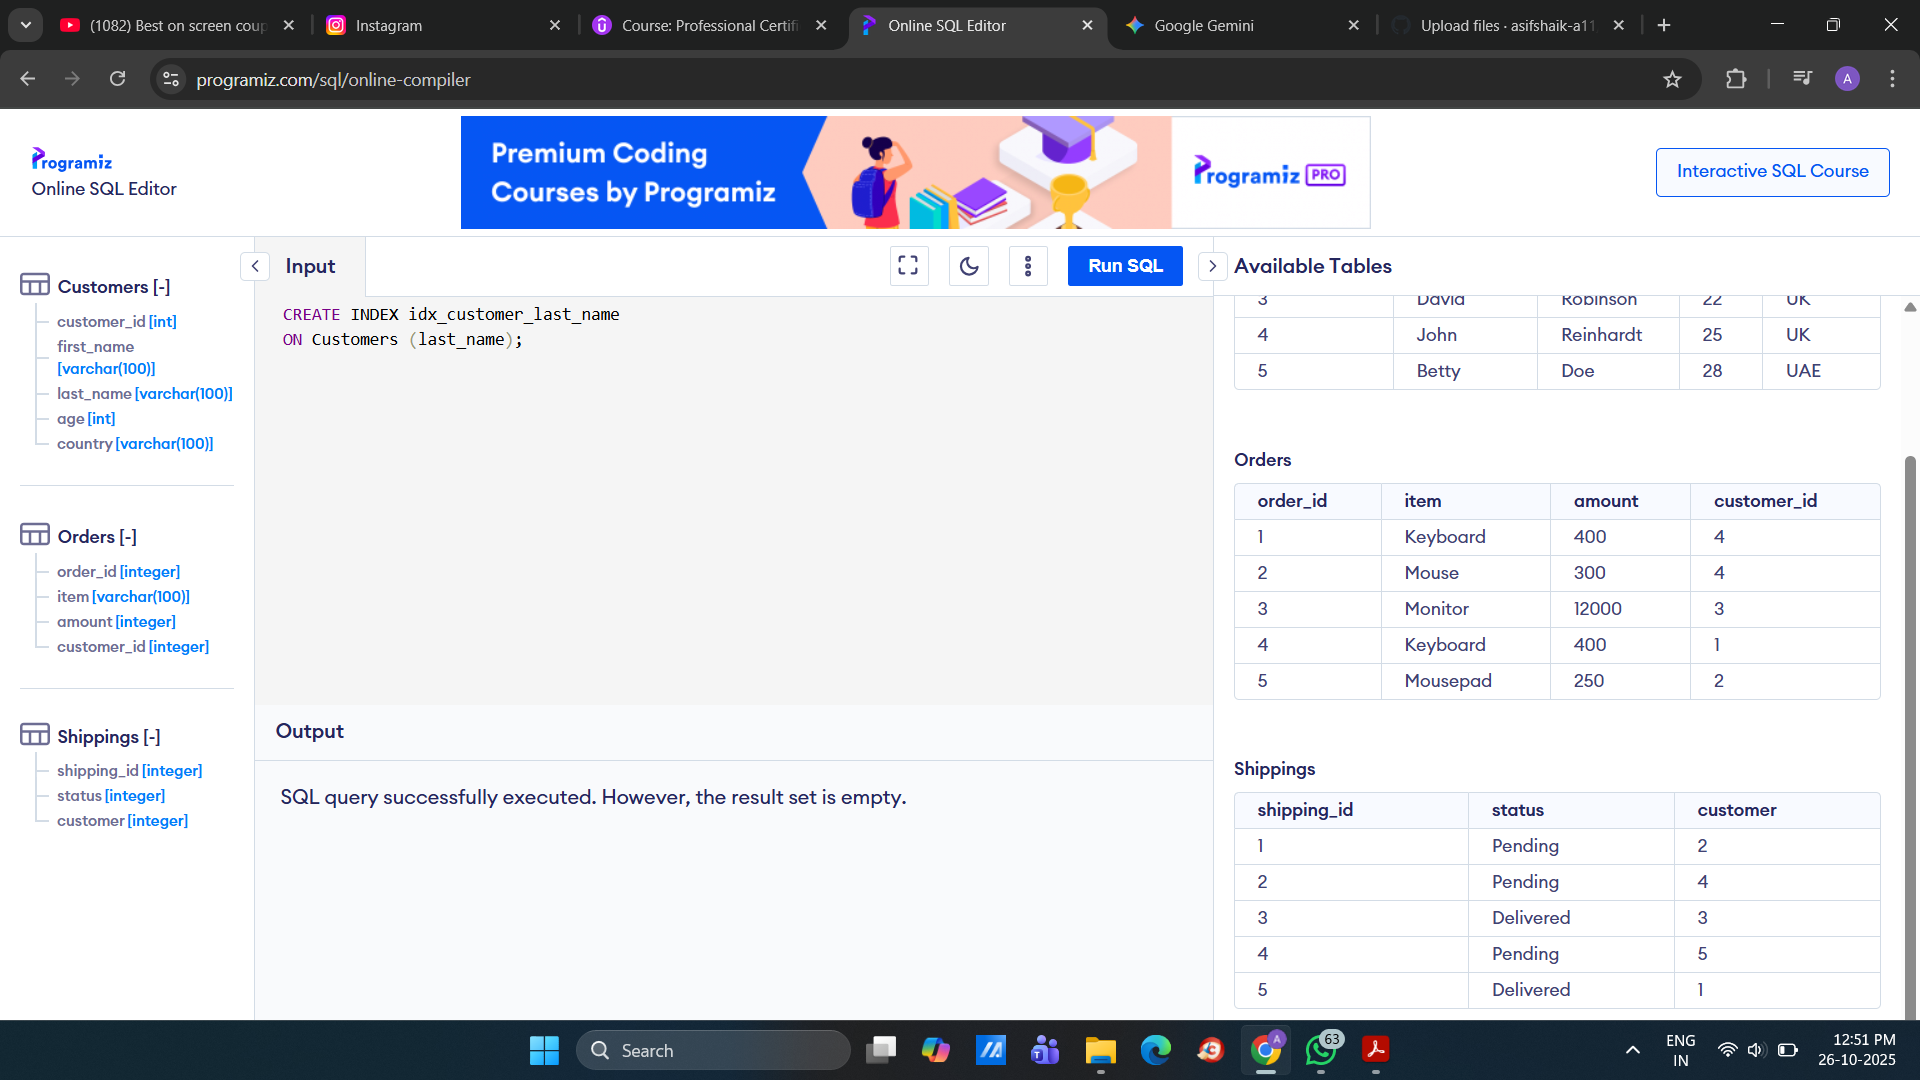 (1082) Best on screen coup
Instagram
Course: Professional Certifi
Online SQL Editor
Google Gemini
Upload files · asifshaik-a11
programiz.com/sql/online-compiler
A
Programiz
Online SQL Editor
Premium Coding
Courses by Programiz
Programiz PRO
Interactive SQL Course
Customers [-]
customer_id [int]
first_name
[varchar(100)]
last_name [varchar(100)]
age [int]
country [varchar(100)]
Orders [-]
order_id [integer]
item [varchar(100)]
amount [integer]
customer_id [integer]
Shippings [-]
shipping_id [integer]
status [integer]
customer [integer]
Input
Run SQL
CREATE INDEX idx_customer_last_name
ON Customers (last_name);
Output
SQL query successfully executed. However, the result set is empty.
Available Tables
3 David Robinson 22 UK
4 John Reinhardt 25 UK
5 Betty Doe 28 UAE
Orders
order_id item amount customer_id
1 Keyboard 400 4
2 Mouse 300 4
3 Monitor 12000 3
4 Keyboard 400 1
5 Mousepad 250 2
Shippings
shipping_id status customer
1 Pending 2
2 Pending 4
3 Delivered 3
4 Pending 5
5 Delivered 1
Search
A
63
ENG
IN
12:51 PM
26-10-2025